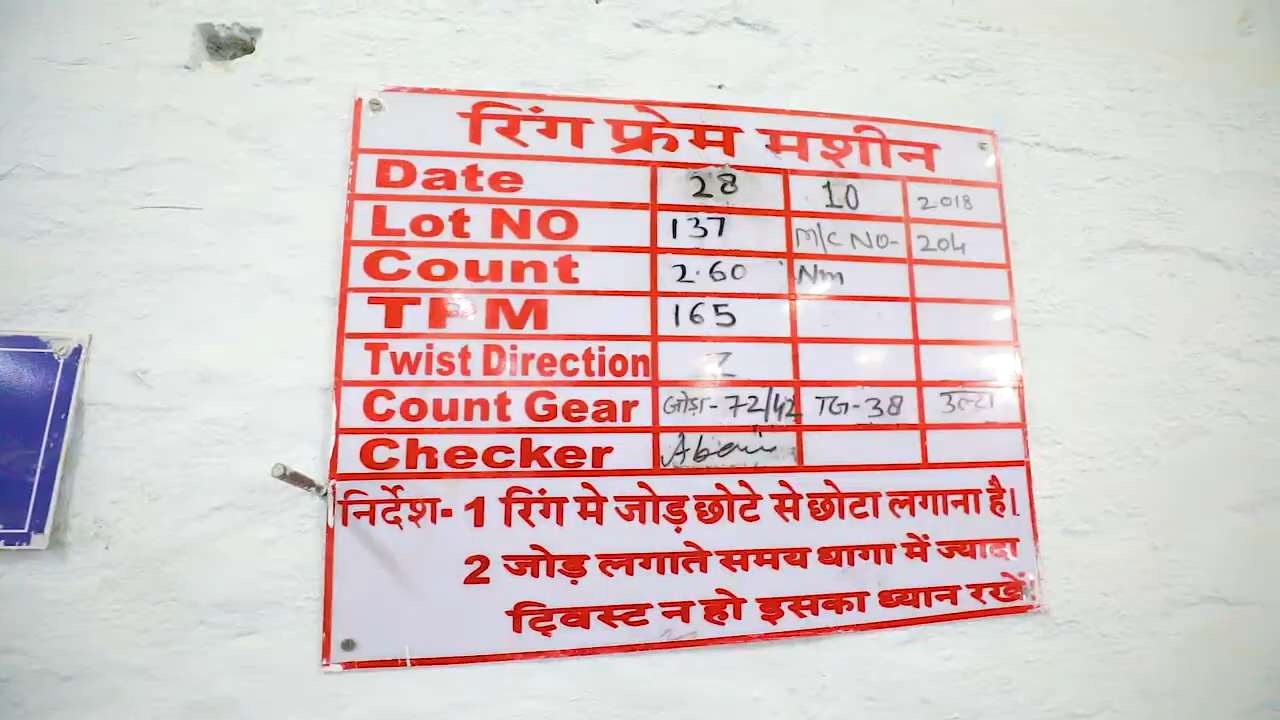 रिंग फ्रेम मशीन
Date 28 10 2018
Lot NO 137 M/C NO- 204
Count 2.60 Nm
TPM 165
Twist Direction Z
Count Gear जोड़ा- 72/42 TG-38 उल्टा
Checker
निर्देश- 1 रिंग मे जोड़ छोटे से छोटा लगाना है।
2 जोड़ लगाते समय धागा में ज्यादा
ट्विस्ट न हो इसका ध्यान रखें